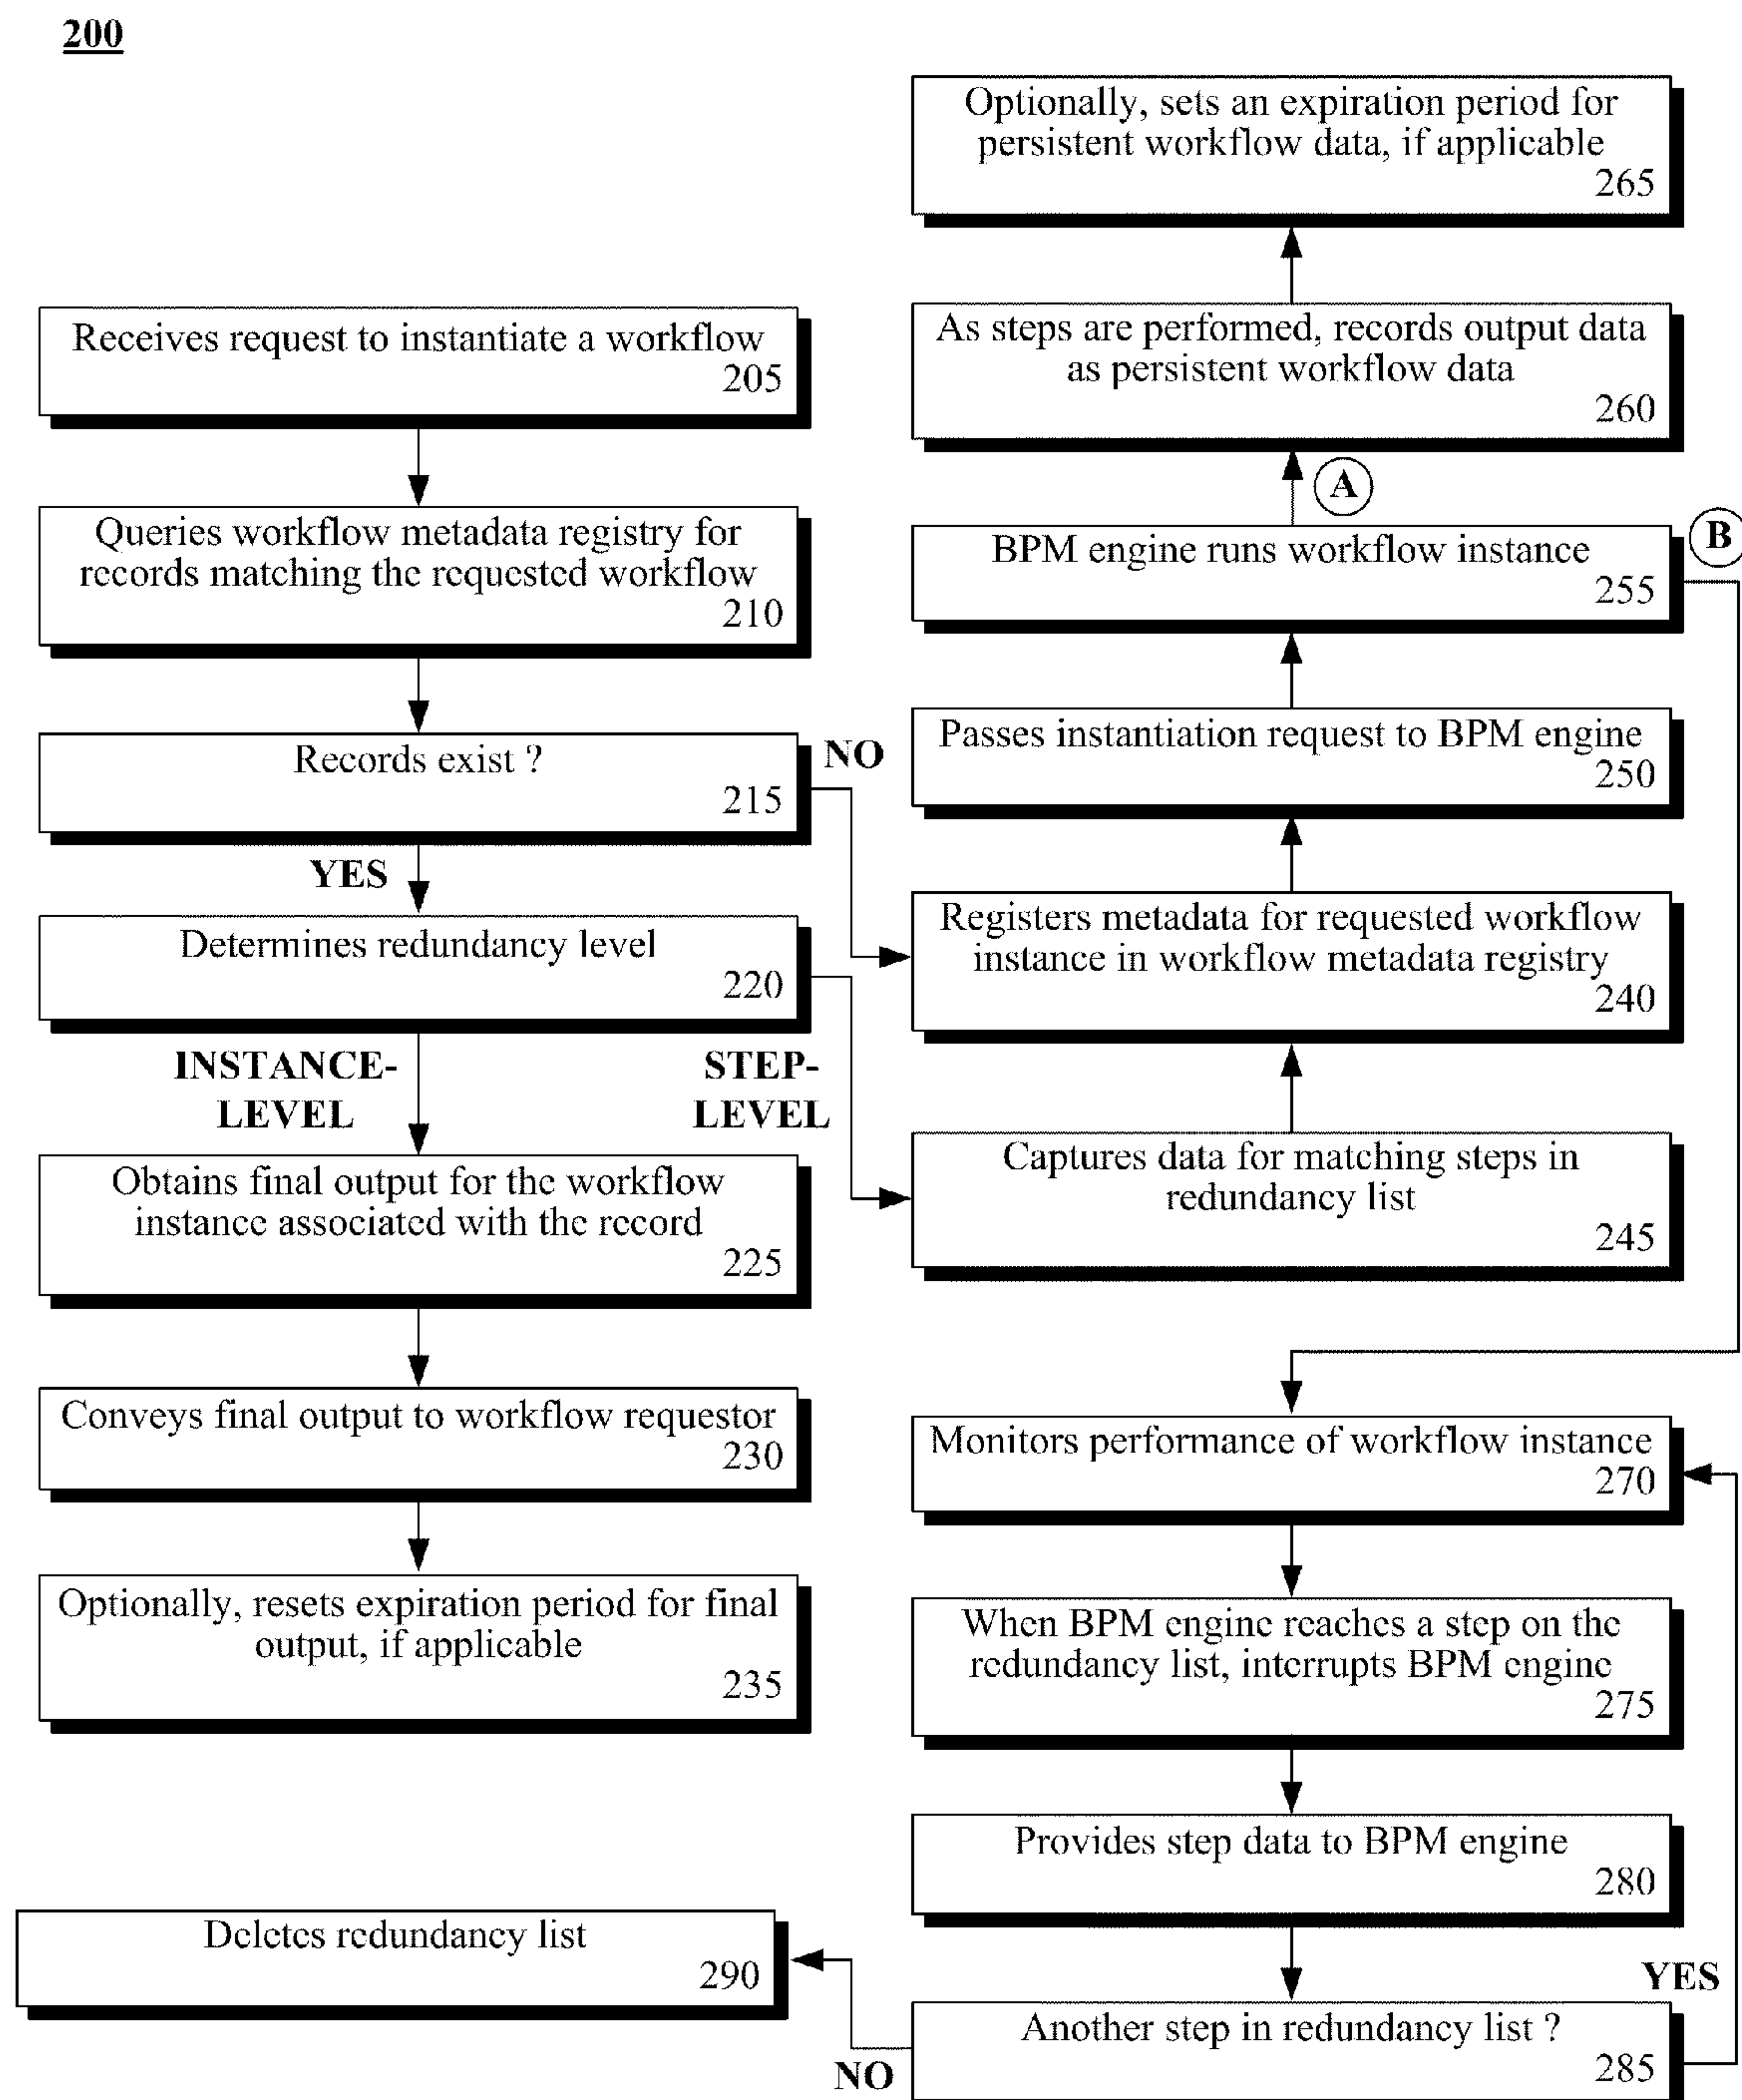 200
Receives request to instantiate a workflow
205
Queries workflow metadata registry for
records matching the requested workflow
210
Records exist ?
215
NO
YES
Determines redundancy level
220
INSTANCE-
LEVEL
STEP-
LEVEL
Obtains final output for the workflow
instance associated with the record
225
Conveys final output to workflow requestor
230
Optionally, resets expiration period for final
output, if applicable
235
Optionally, sets an expiration period for
persistent workflow data, if applicable
265
As steps are performed, records output data
as persistent workflow data
260
A
BPM engine runs workflow instance
255
B
Passes instantiation request to BPM engine
250
Registers metadata for requested workflow
instance in workflow metadata registry
240
Captures data for matching steps in
redundancy list
245
Monitors performance of workflow instance
270
When BPM engine reaches a step on the
redundancy list, interrupts BPM engine
275
Provides step data to BPM engine
280
YES
Another step in redundancy list ?
285
NO
Deletes redundancy list
290